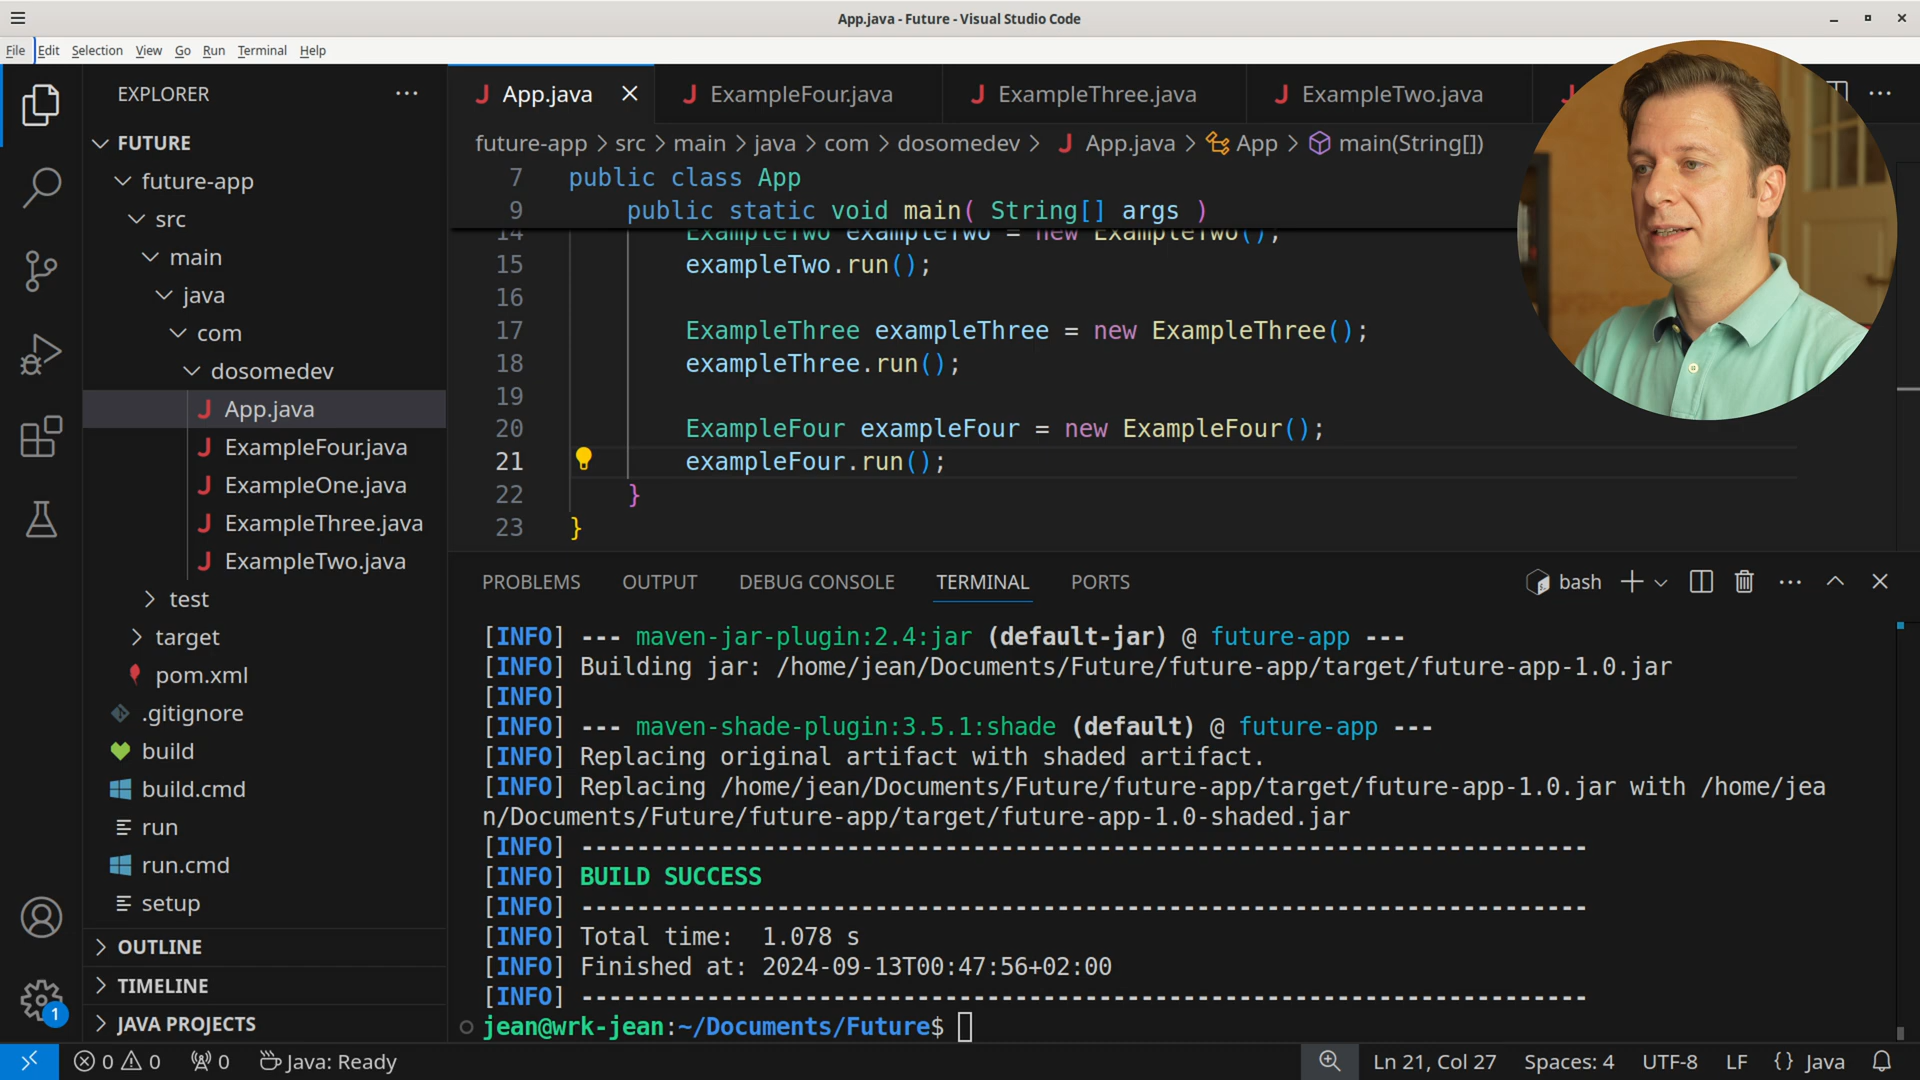 App.java - Future - Visual Studio Code
File Edit Selection View Go Run Terminal Help
EXPLORER
FUTURE
future-app
src
main
java
com
dosomedev
App.java
ExampleFour.java
ExampleOne.java
ExampleThree.java
ExampleTwo.java
test
target
pom.xml
.gitignore
build
build.cmd
run
run.cmd
setup
OUTLINE
TIMELINE
JAVA PROJECTS
1
App.java ExampleFour.java ExampleThree.java ExampleTwo.java
future-app > src > main > java > com > dosomedev > App.java > App > main(String[])
7 public class App
9 public static void main( String[] args )
14 ExampleTwo exampleTwo = new ExampleTwo();
15 exampleTwo.run();
16
17 ExampleThree exampleThree = new ExampleThree();
18 exampleThree.run();
19
20 ExampleFour exampleFour = new ExampleFour();
21 exampleFour.run();
22 }
23 }
PROBLEMS OUTPUT DEBUG CONSOLE TERMINAL PORTS bash
[INFO] --- maven-jar-plugin:2.4:jar (default-jar) @ future-app ---
[INFO] Building jar: /home/jean/Documents/Future/future-app/target/future-app-1.0.jar
[INFO]
[INFO] --- maven-shade-plugin:3.5.1:shade (default) @ future-app ---
[INFO] Replacing original artifact with shaded artifact.
[INFO] Replacing /home/jean/Documents/Future/future-app/target/future-app-1.0.jar with /home/jea
n/Documents/Future/future-app/target/future-app-1.0-shaded.jar
[INFO] ------------------------------------------------------------------------
[INFO] BUILD SUCCESS
[INFO] ------------------------------------------------------------------------
[INFO] Total time:  1.078 s
[INFO] Finished at: 2024-09-13T00:47:56+02:00
[INFO] ------------------------------------------------------------------------
jean@wrk-jean:~/Documents/Future$
0 0 0 Java: Ready Ln 21, Col 27 Spaces: 4 UTF-8 LF {} Java